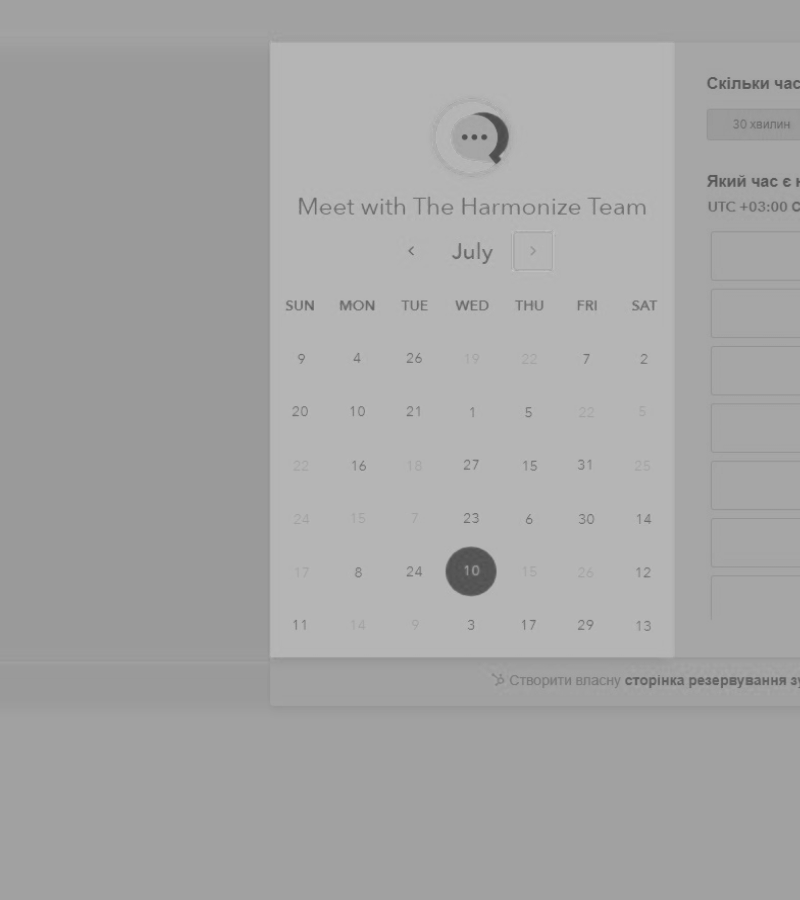 Meet with The Harmonize Team
July
SUN MON TUE WED THU FRI SAT
9 4 26 19 22 7 2
20 10 21 1 5 22 5
22 16 18 27 15 31 25
24 15 7 23 6 30 14
17 8 24 10 15 26 12
11 14 9 3 17 29 13
Скільки час
30 хвилин
Який час є н
UTC +03:00 С
Створити власну сторінка резервування зу